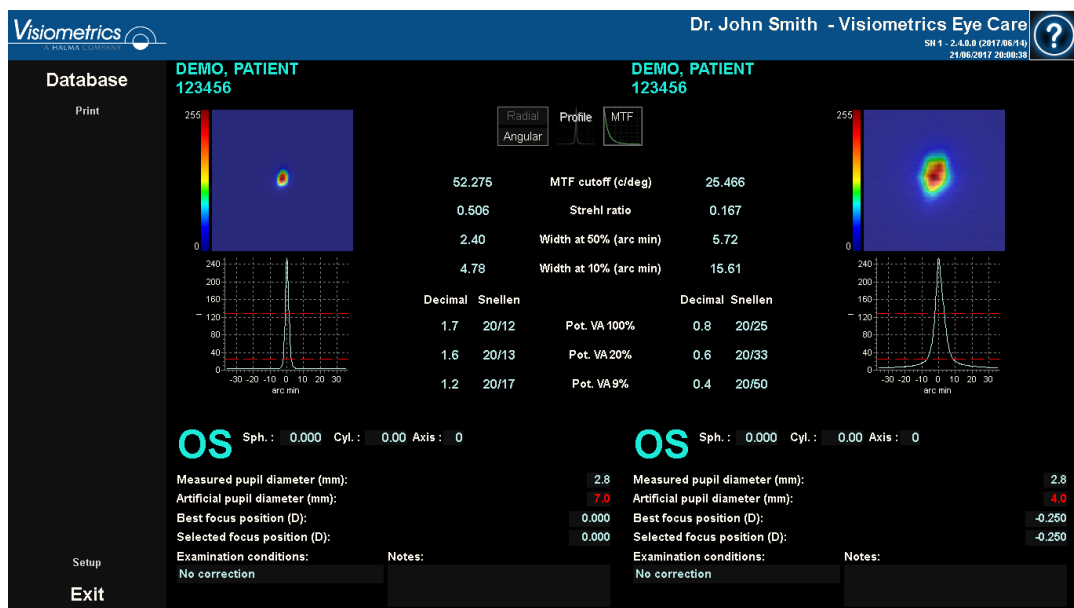 Visiometrics
A HALMA COMPANY
Dr. John Smith - Visiometrics Eye Care
SN 1 - 2.4.0.0 (2017/06/14)
21/06/2017 20:00:38
?
Database
Print
Setup
Exit
DEMO, PATIENT
123456
DEMO, PATIENT
123456
Radial
Angular
Profile
MTF
255
0
255
0
52.275 MTF cutoff (c/deg) 25.466
0.506 Strehl ratio 0.167
2.40 Width at 50% (arc min) 5.72
4.78 Width at 10% (arc min) 15.61
Decimal Snellen Decimal Snellen
1.7 20/12 Pot. VA 100% 0.8 20/25
1.6 20/13 Pot. VA 20% 0.6 20/33
1.2 20/17 Pot. VA 9% 0.4 20/50
240
200
160
120
80
40
0
-30 -20 -10 0 10 20 30
arc min
240
200
160
120
80
40
0
-30 -20 -10 0 10 20 30
arc min
OS Sph. : 0.000 Cyl. : 0.00 Axis : 0
Measured pupil diameter (mm): 2.8
Artificial pupil diameter (mm): 7.0
Best focus position (D): 0.000
Selected focus position (D): 0.000
Examination conditions: Notes:
No correction
OS Sph. : 0.000 Cyl. : 0.00 Axis : 0
Measured pupil diameter (mm): 2.8
Artificial pupil diameter (mm): 4.0
Best focus position (D): -0.250
Selected focus position (D): -0.250
Examination conditions: Notes:
No correction